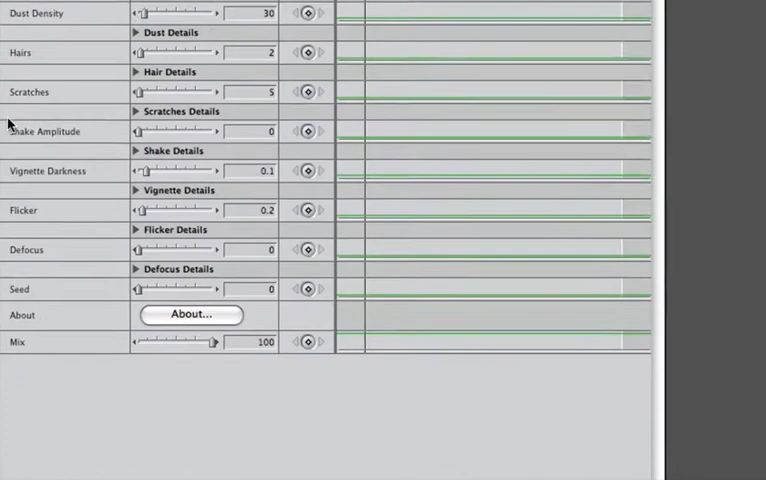 Dust Density 30
Dust Details
Hairs 2
Hair Details
Scratches 5
Scratches Details
Shake Amplitude 0
Shake Details
Vignette Darkness 0.1
Vignette Details
Flicker 0.2
Flicker Details
Defocus 0
Defocus Details
Seed 0
About About...
Mix 100